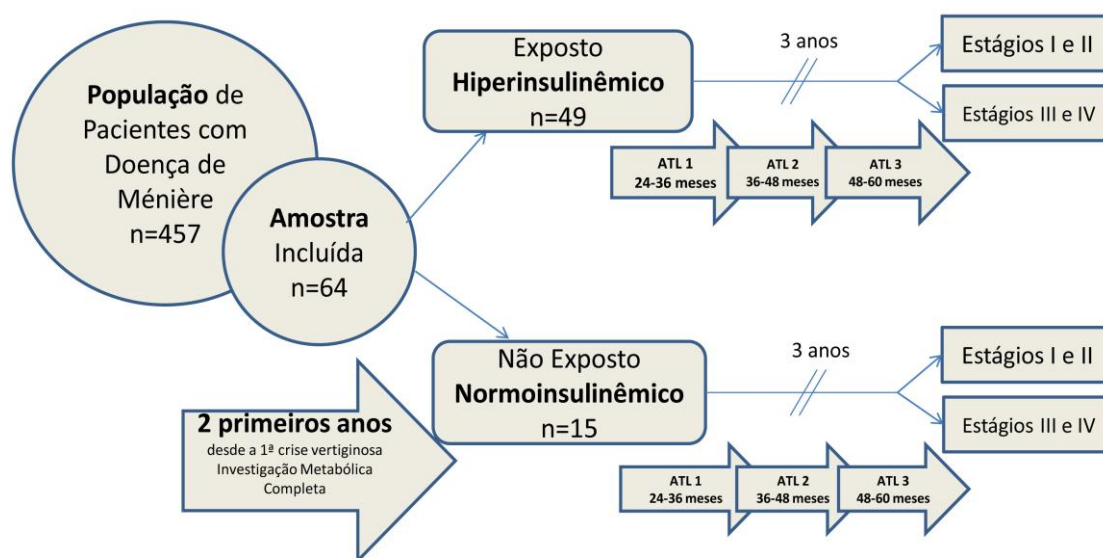 População de
Pacientes com
Doença de
Ménière
n=457
Amostra
Incluída
n=64
2 primeiros anos
desde a 1ª crise vertiginosa
Investigação Metabólica
Completa
Exposto
Hiperinsulinêmico
n=49
3 anos
Estágios I e II
Estágios III e IV
ATL 1
24-36 meses
ATL 2
36-48 meses
ATL 3
48-60 meses
Não Exposto
Normoinsulinêmico
n=15
3 anos
Estágios I e II
Estágios III e IV
ATL 1
24-36 meses
ATL 2
36-48 meses
ATL 3
48-60 meses